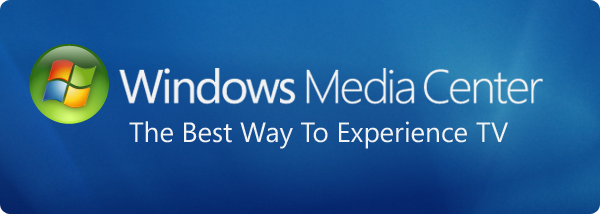 Windows Media Center
The Best Way To Experience TV